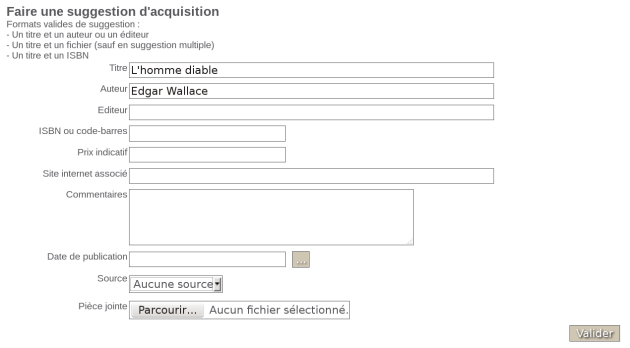 Faire une suggestion d'acquisition
Formats valides de suggestion :
- Un titre et un auteur ou un éditeur
- Un titre et un fichier (sauf en suggestion multiple)
- Un titre et un ISBN
Titre L'homme diable
Auteur Edgar Wallace
Editeur
ISBN ou code-barres
Prix indicatif
Site internet associé
Commentaires
Date de publication ...
Source Aucune source
Pièce jointe Parcourir... Aucun fichier sélectionné.
Valider